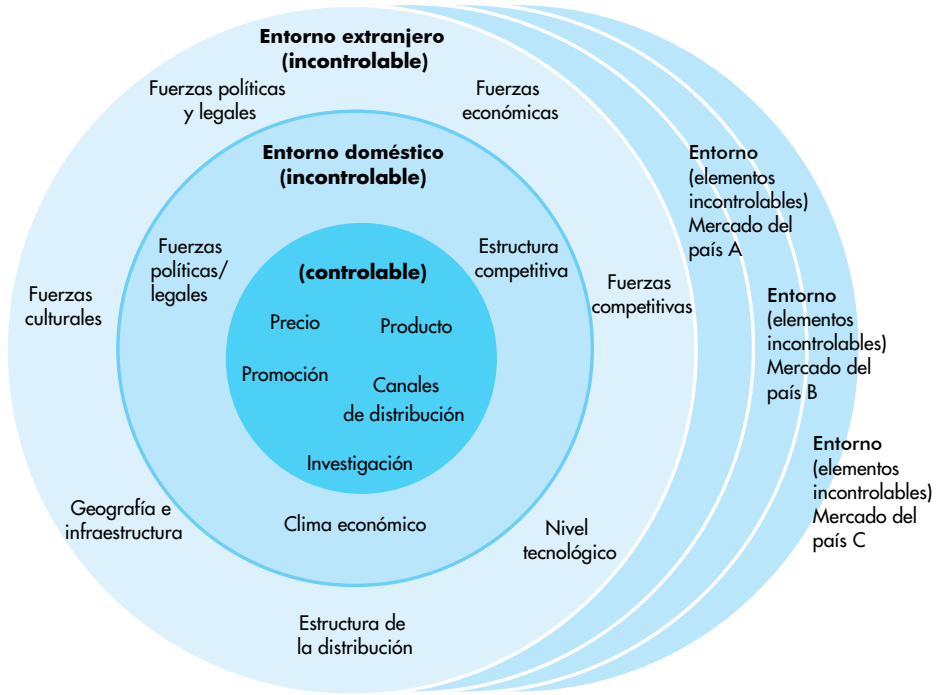 Entorno extranjero
(incontrolable)
Fuerzas políticas
y legales
Fuerzas
económicas
Entorno doméstico
(incontrolable)
Fuerzas
políticas/
legales
Estructura
competitiva
(controlable)
Precio
Producto
Promoción
Canales
de distribución
Investigación
Clima económico
Fuerzas
culturales
Fuerzas
competitivas
Geografía e
infraestructura
Nivel
tecnológico
Estructura de
la distribución
Entorno
(elementos
incontrolables)
Mercado del
país A
Entorno
(elementos
incontrolables)
Mercado del
país B
Entorno
(elementos
incontrolables)
Mercado del
país C